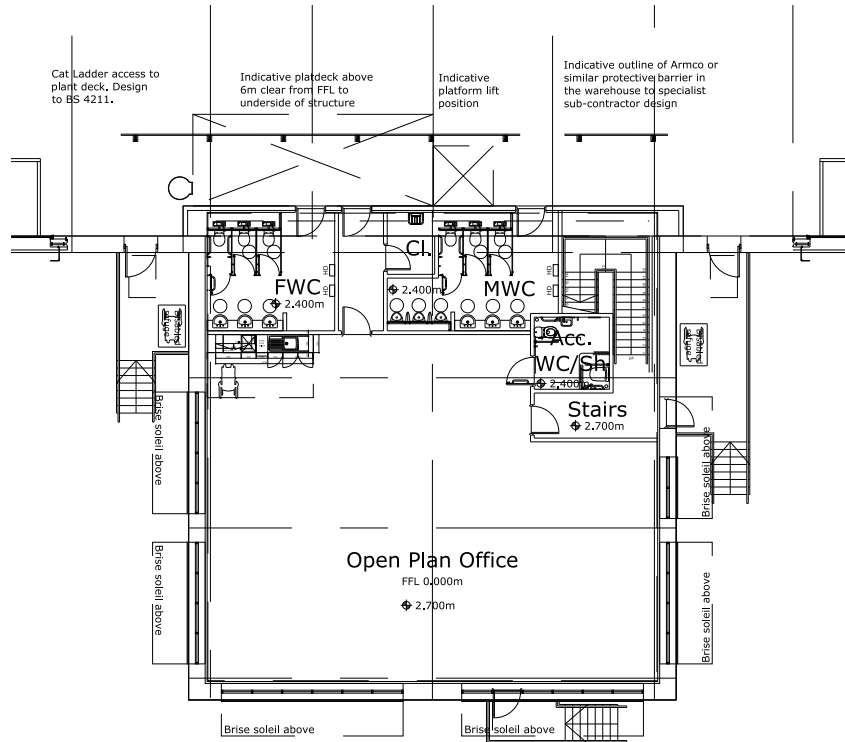 Cat Ladder access to
plant deck. Design
to BS 4211.
Indicative platdeck above
6m clear from FFL to
underside of structure
Indicative
platform lift
position
Indicative outline of Armco or
similar protective barrier in
the warehouse to specialist
sub-contractor design
Cl.
FWC
2.400m
HD
HD
2.400m
MWC
HD
HD
Acc.
WC/Sh.
2.400m
Stairs
2.700m
Disabled
refuge
Disabled
refuge
Brise soleil above
Brise soleil above
Brise soleil above
Brise soleil above
Open Plan Office
FFL 0.000m
2.700m
Brise soleil above
Brise soleil above